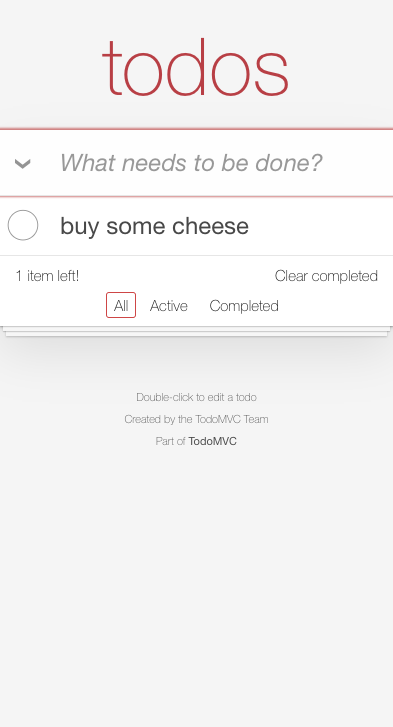 todos
What needs to be done?
buy some cheese
1 item left! Clear completed
All Active Completed
Double-click to edit a todo
Created by the TodoMVC Team
Part of TodoMVC